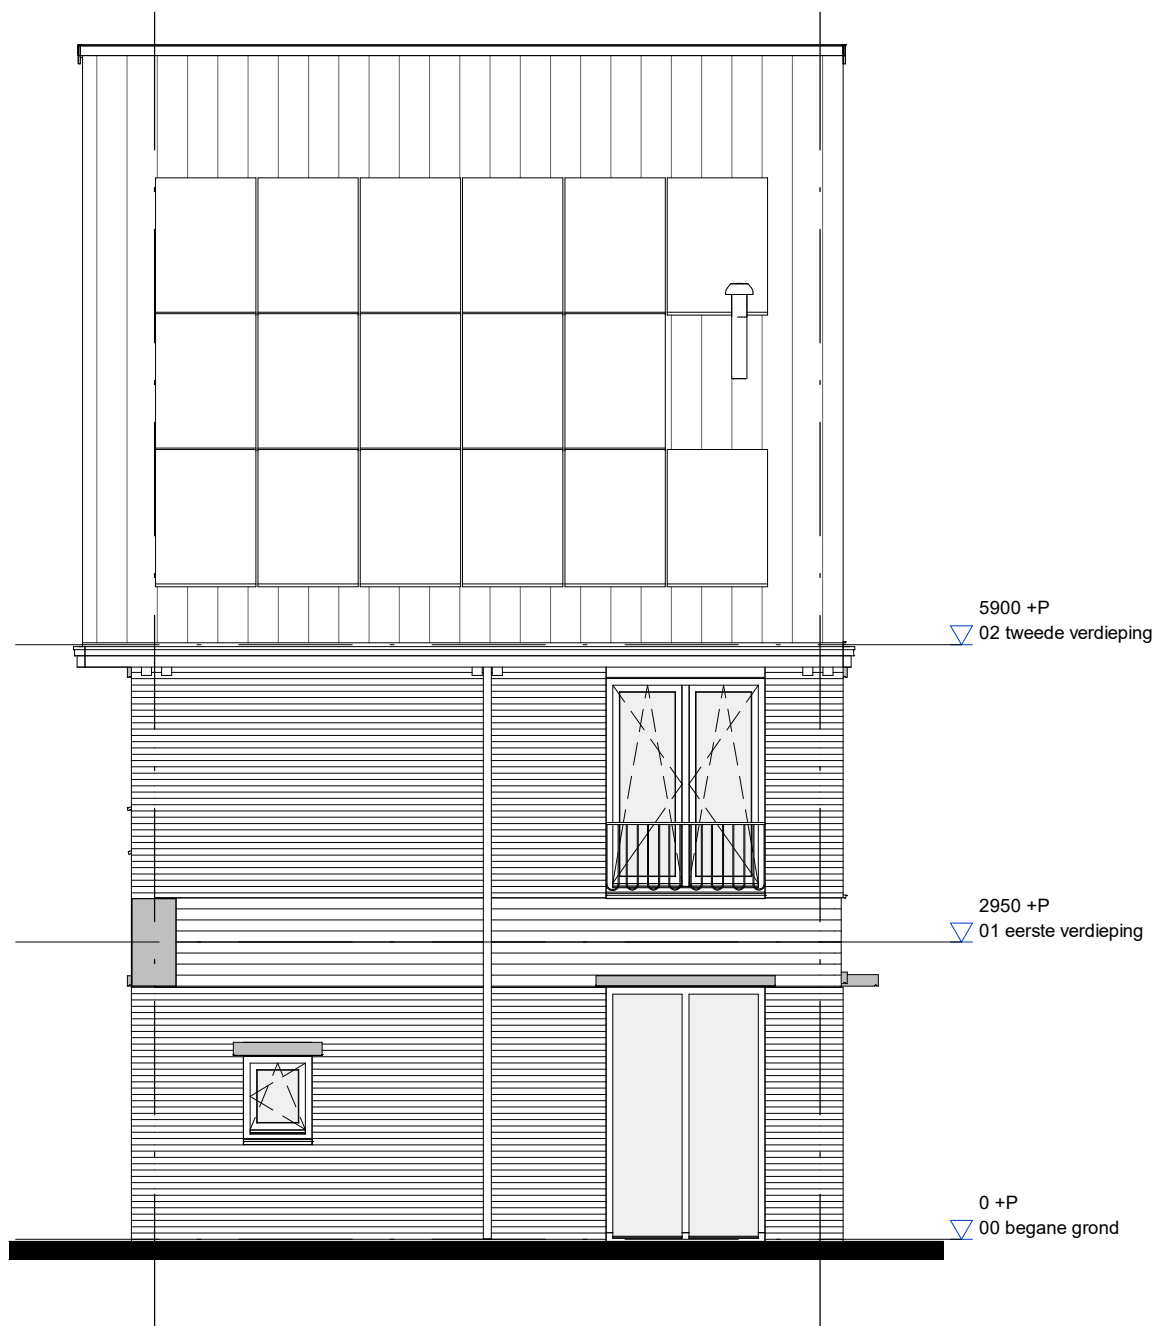 5900 +P
02 tweede verdieping
2950 +P
01 eerste verdieping
0 +P
00 begane grond